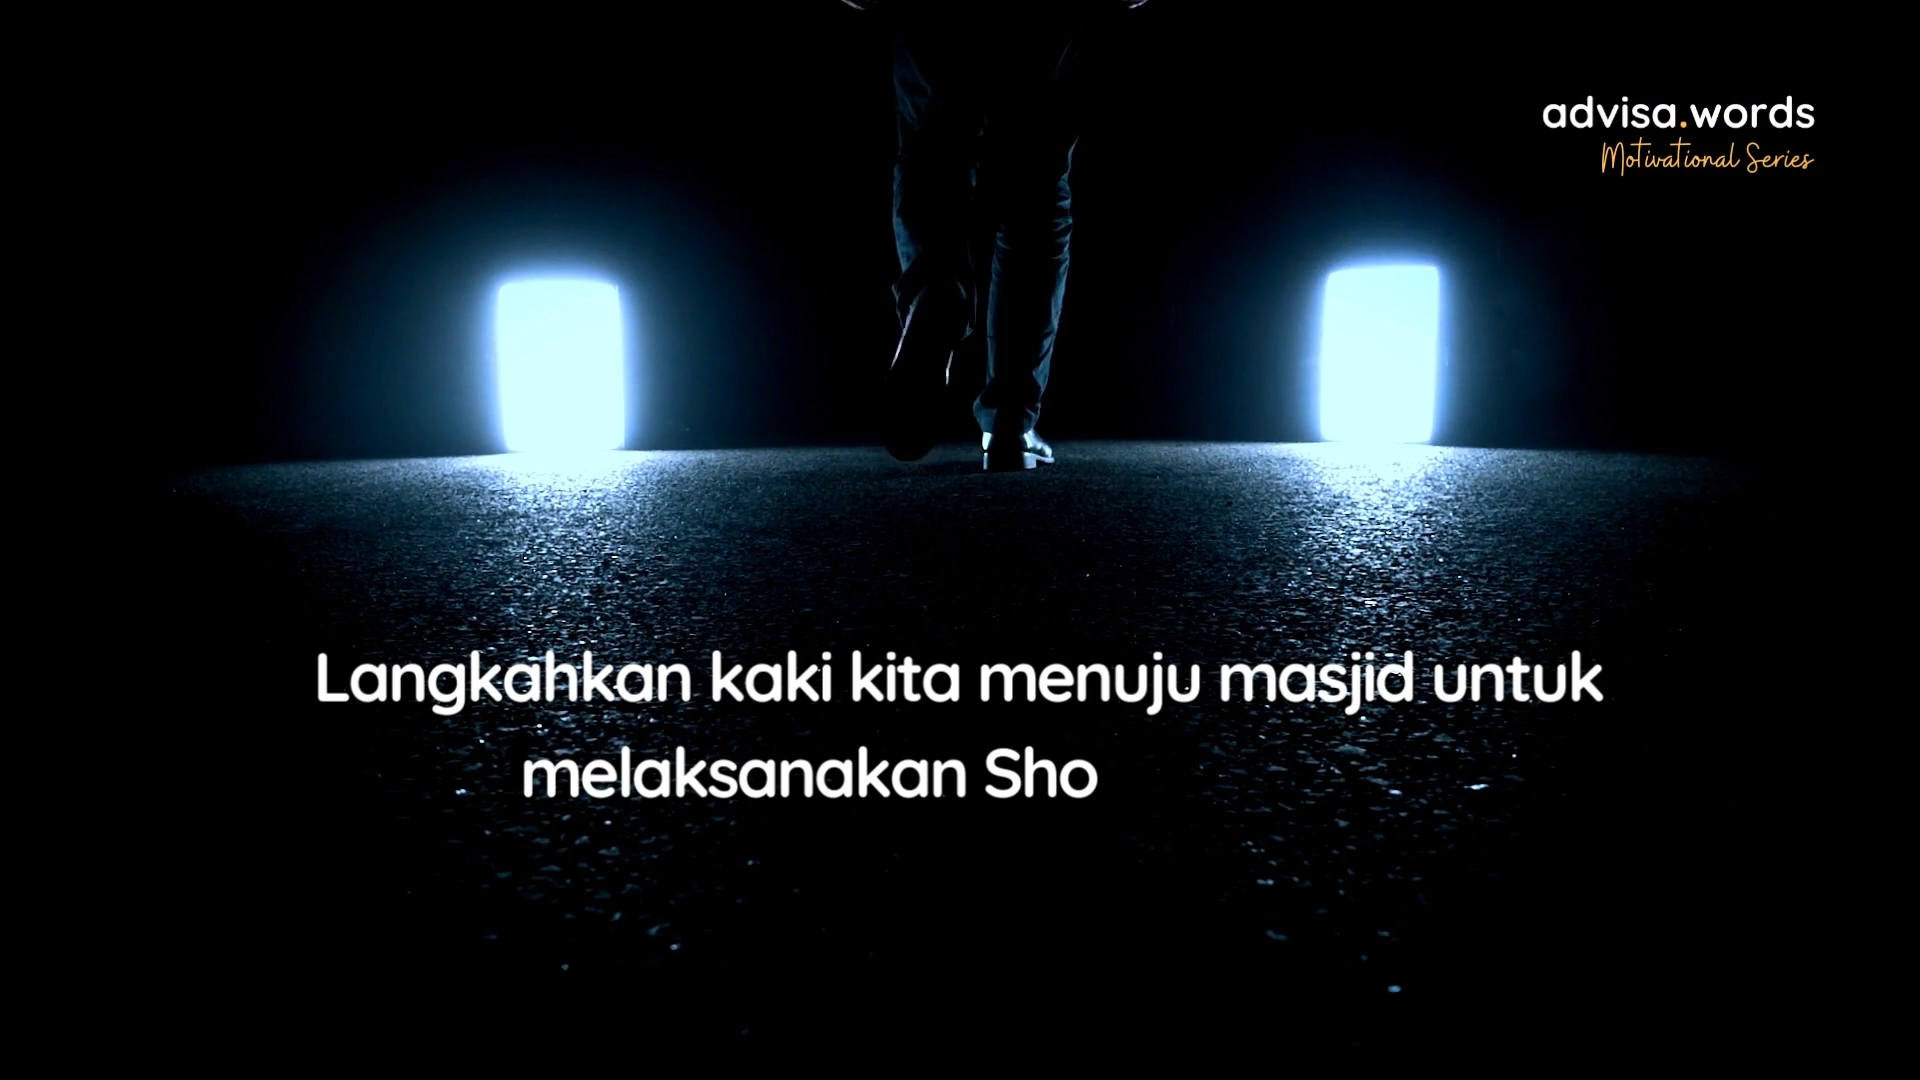 advisa.words
Motivational Series
Langkahkan kaki kita menuju masjid untuk
melaksanakan Sho